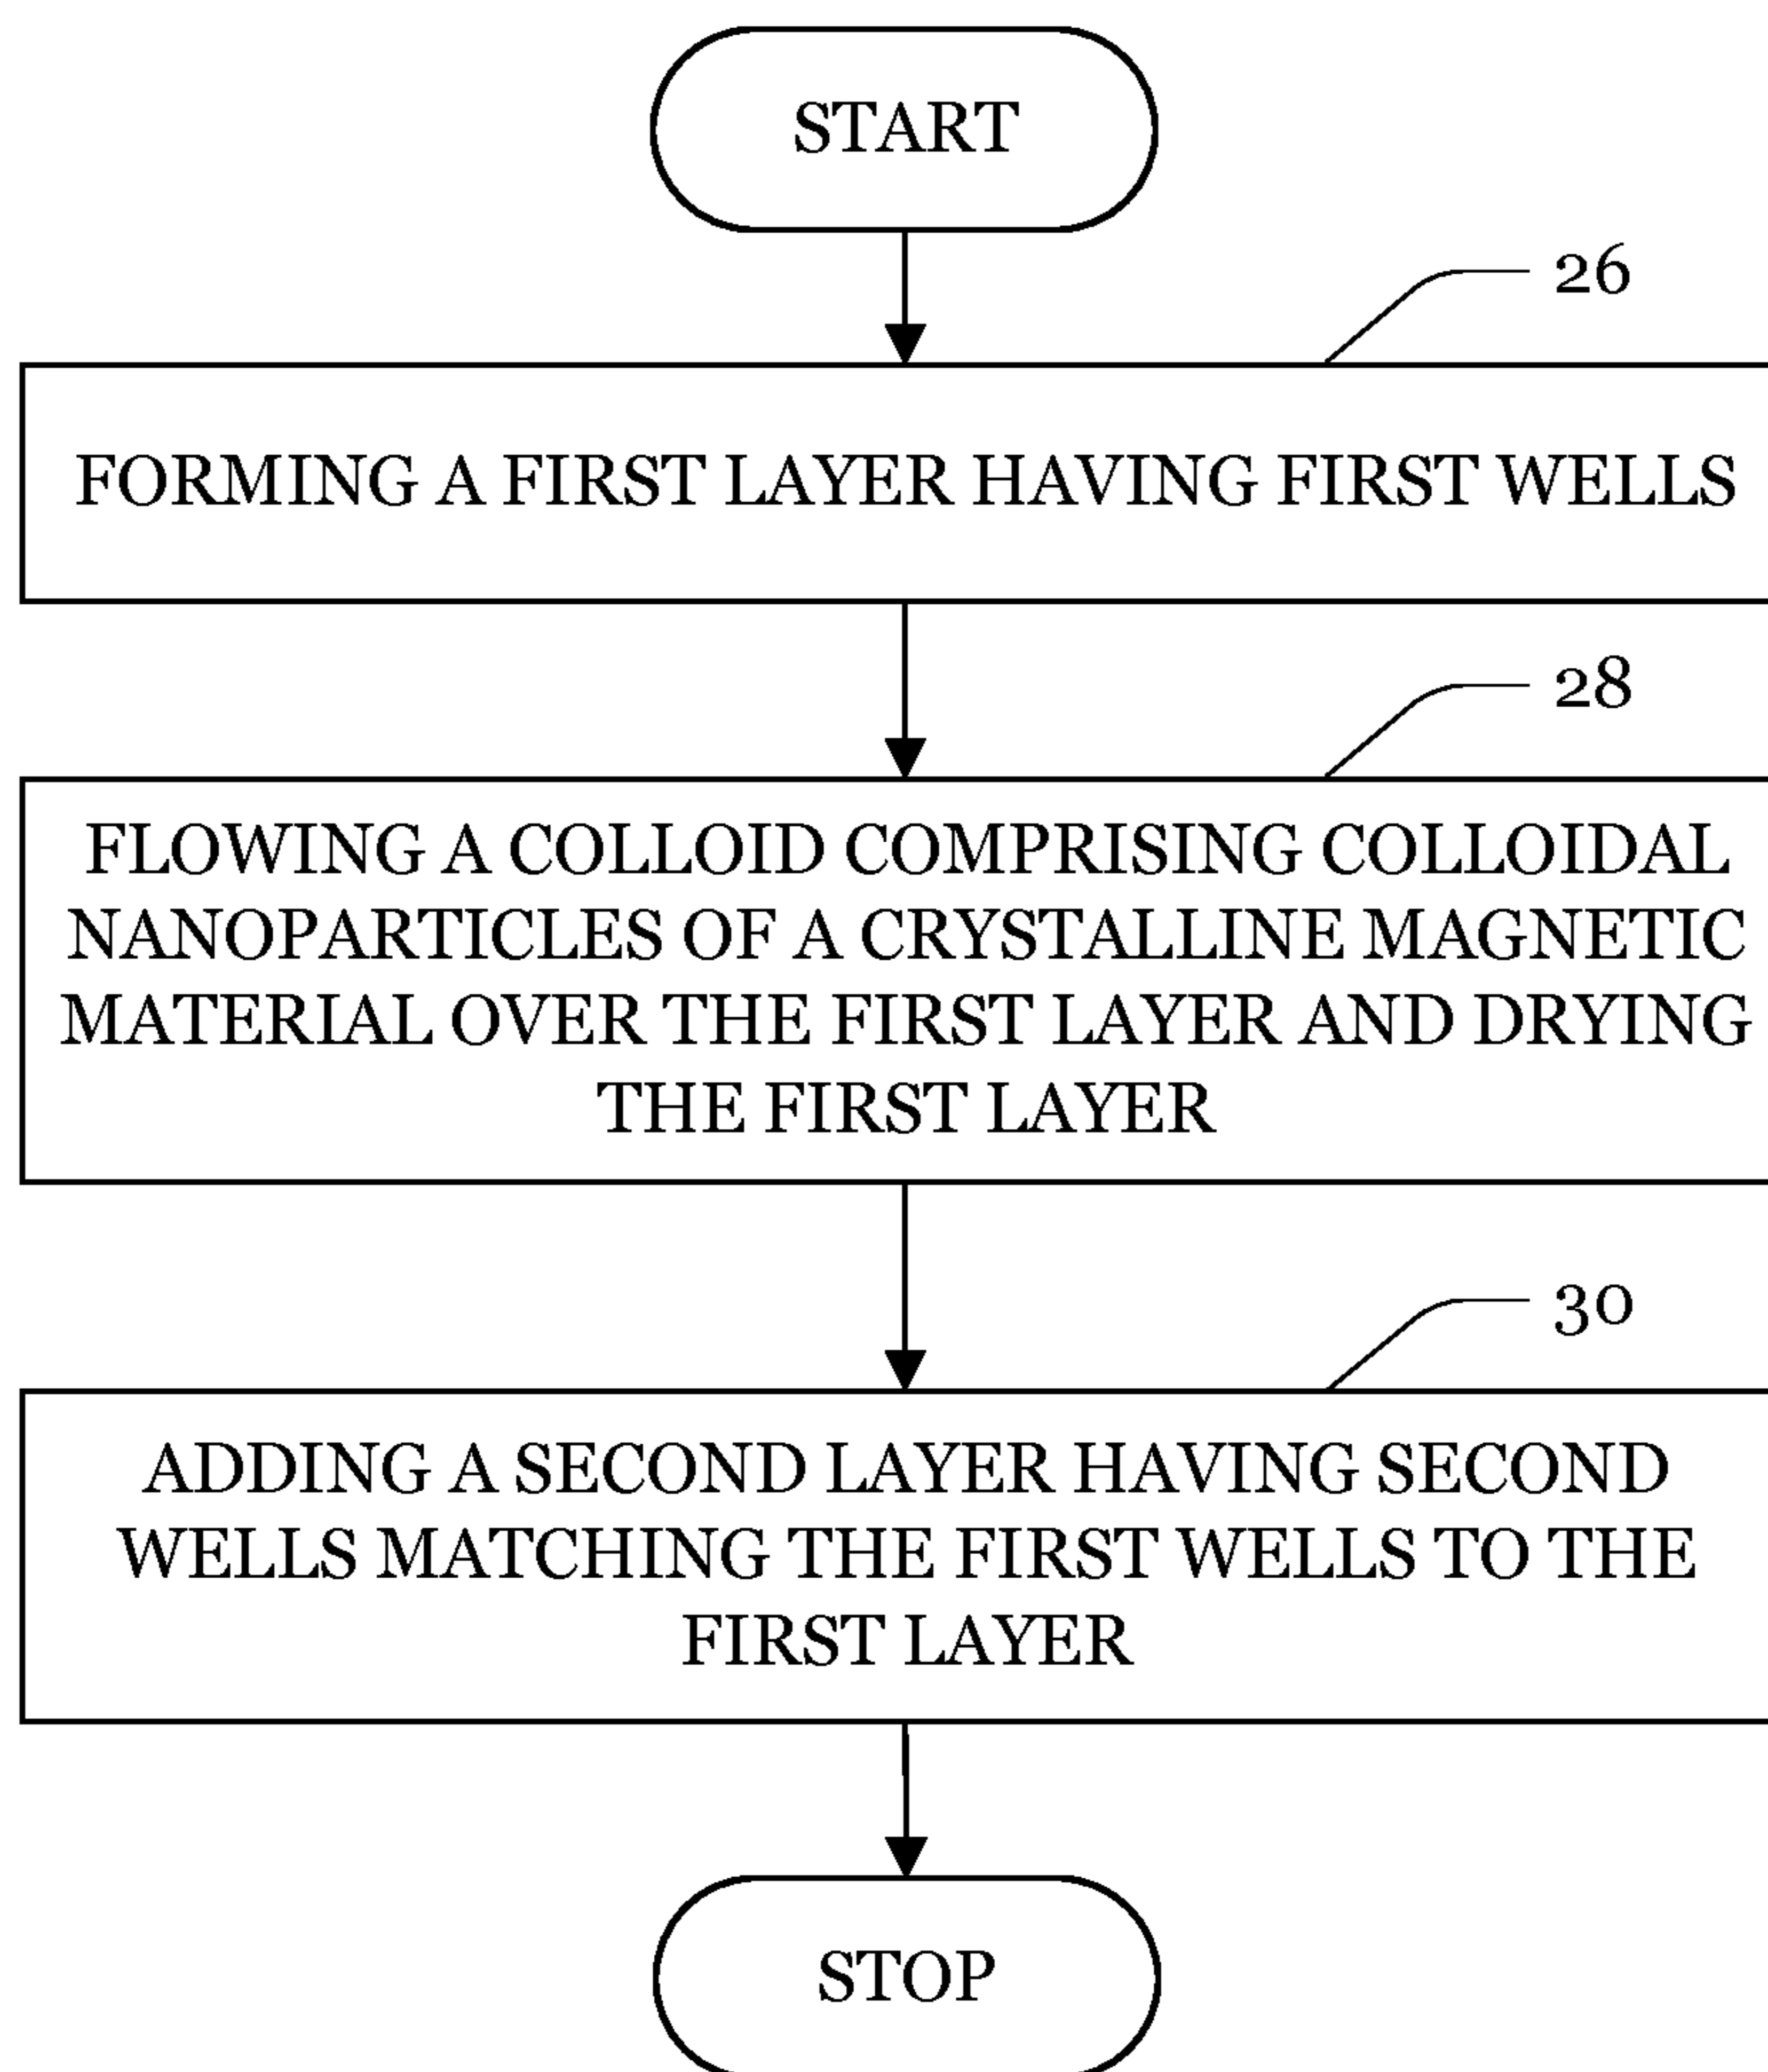 START
26
FORMING A FIRST LAYER HAVING FIRST WELLS
28
FLOWING A COLLOID COMPRISING COLLOIDAL
NANOPARTICLES OF A CRYSTALLINE MAGNETIC
MATERIAL OVER THE FIRST LAYER AND DRYING
THE FIRST LAYER
30
ADDING A SECOND LAYER HAVING SECOND
WELLS MATCHING THE FIRST WELLS TO THE
FIRST LAYER
STOP